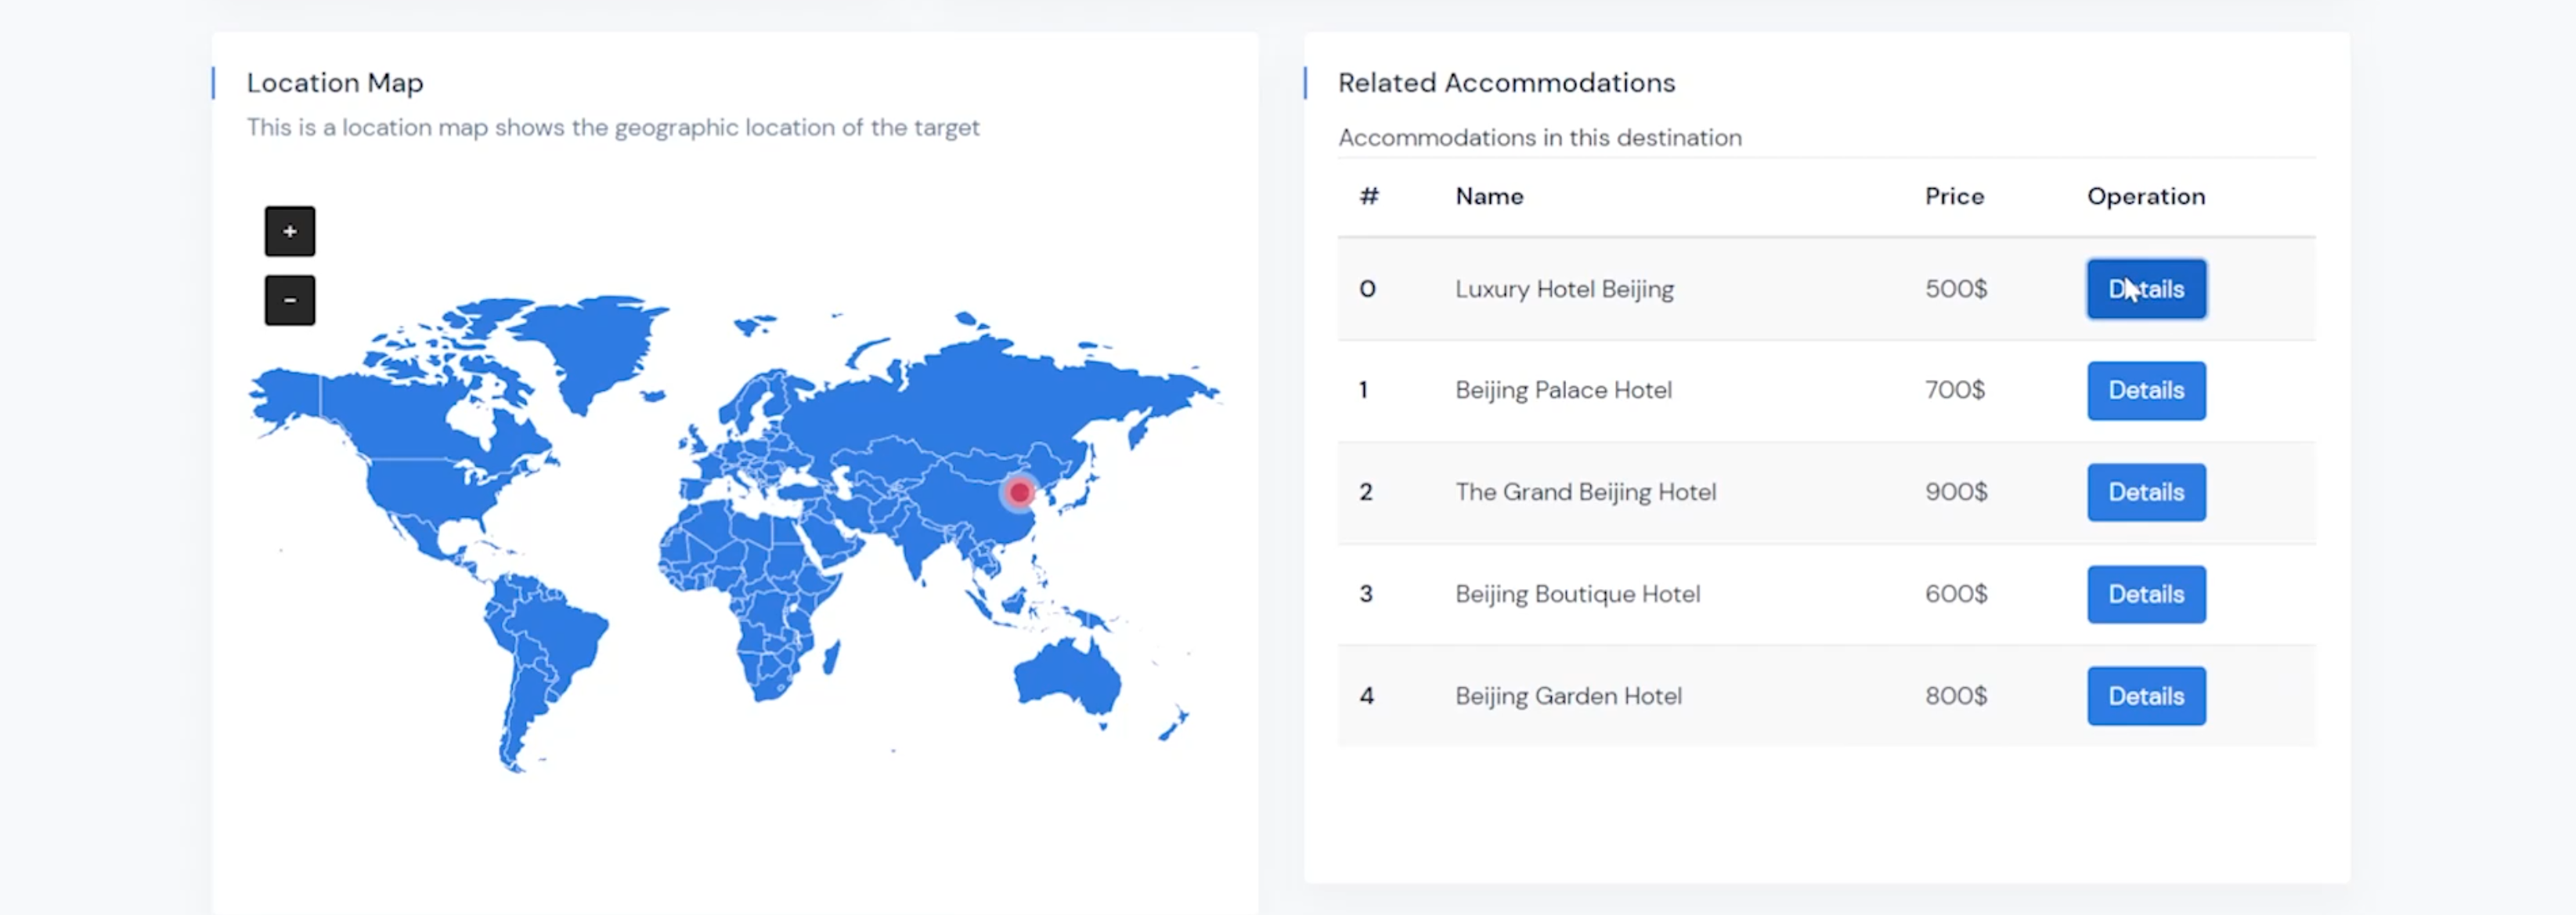 Location Map
This is a location map shows the geographic location of the target
+
−
Related Accommodations
Accommodations in this destination
# Name Price Operation
0 Luxury Hotel Beijing 500$ Details
1 Beijing Palace Hotel 700$ Details
2 The Grand Beijing Hotel 900$ Details
3 Beijing Boutique Hotel 600$ Details
4 Beijing Garden Hotel 800$ Details